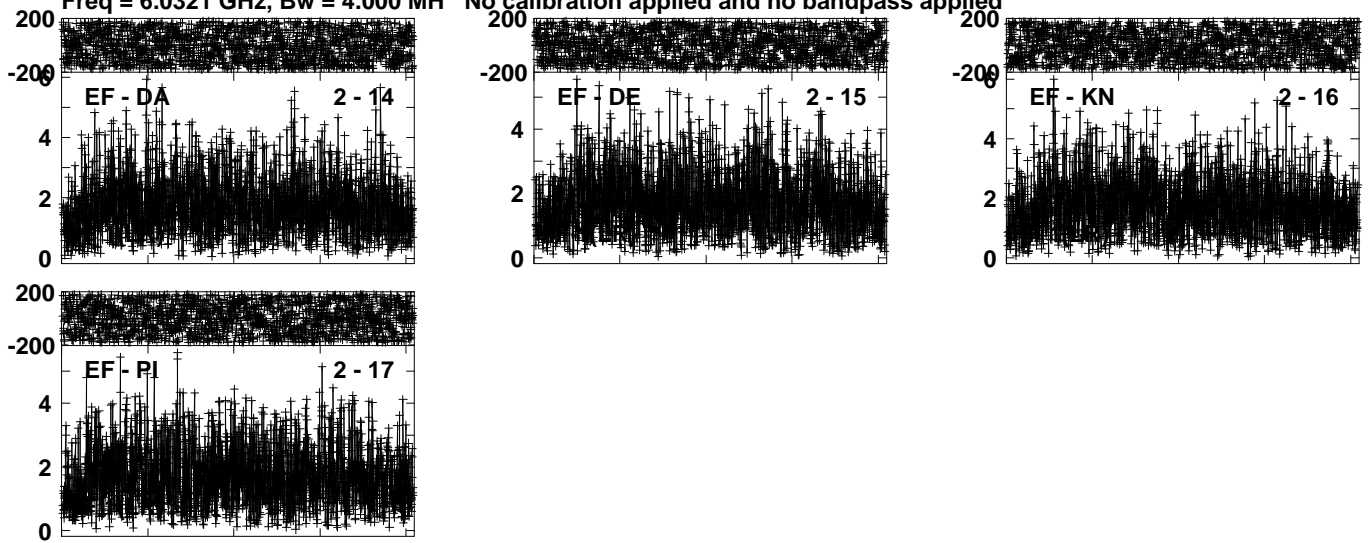 Freq = 6.0321 GHz, Bw = 4.000 MH No calibration applied and no bandpass applied
200 200 200
-200 -200 -200
6 6
EF - DA 2 - 14 EF - DE 2 - 15 EF - KN 2 - 16
4 4 4
2 2 2
0 0 0
200
-200
EF - PI 2 - 17
4
2
0